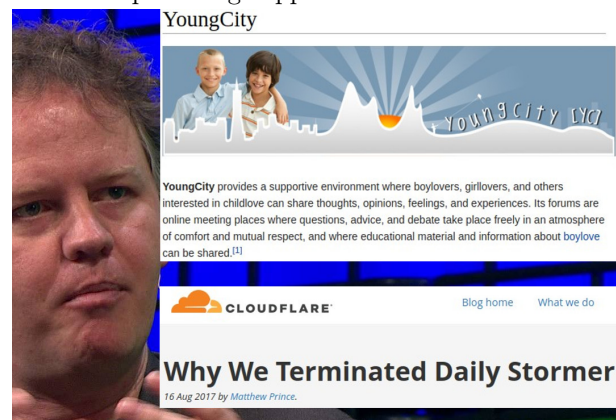 YoungCity
YoungCity [YC]
YoungCity provides a supportive environment where boylovers, girllovers, and others
interested in childlove can share thoughts, opinions, feelings, and experiences. Its forums are
online meeting places where questions, advice, and debate take place freely in an atmosphere
of comfort and mutual respect, and where educational material and information about boylove
can be shared.[1]
CLOUDFLARE
Blog home What we do
Why We Terminated Daily Stormer
16 Aug 2017 by Matthew Prince.